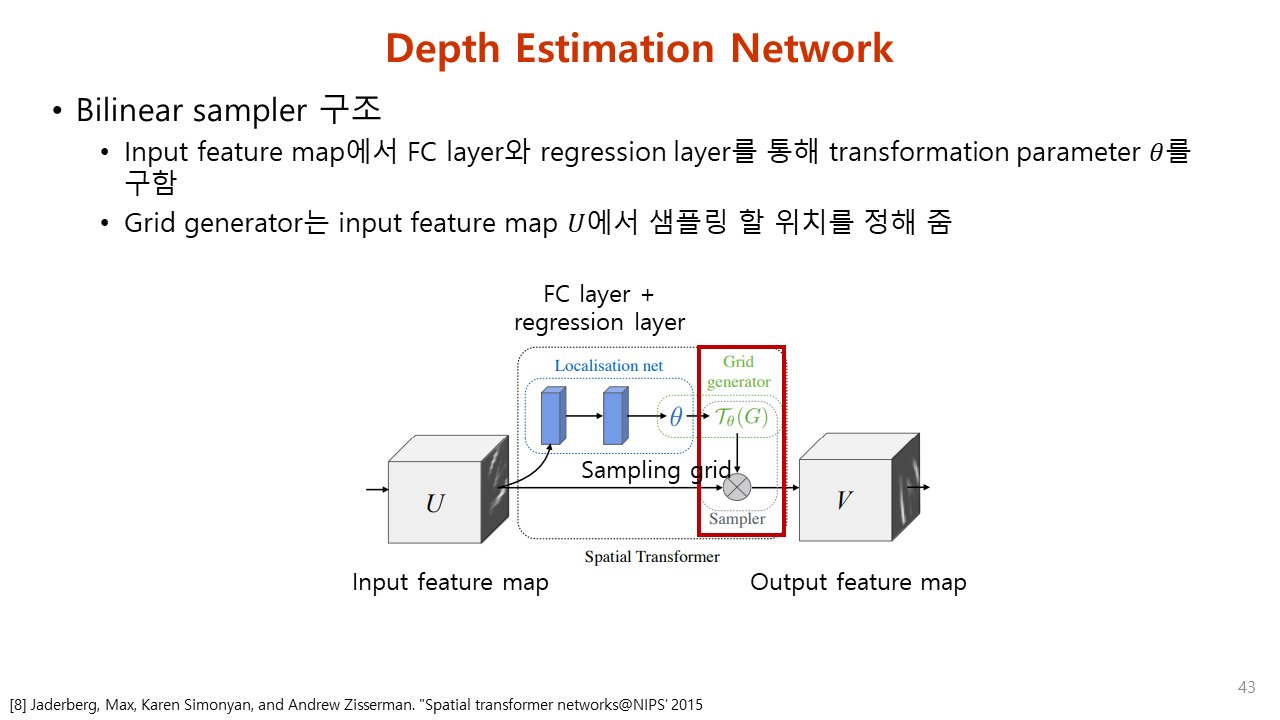 Depth Estimation Network
• Bilinear sampler 구조
• Input feature map에서 FC layer와 regression layer를 통해 transformation parameter θ를
구함
• Grid generator는 input feature map U에서 샘플링 할 위치를 정해 줌
FC layer +
regression layer
Localisation net
Grid
generator
θ
𝒯θ(G)
Sampling grid
U
V
Sampler
Spatial Transformer
Input feature map
Output feature map
43
[8] Jaderberg, Max, Karen Simonyan, and Andrew Zisserman. "Spatial transformer networks@NIPS' 2015